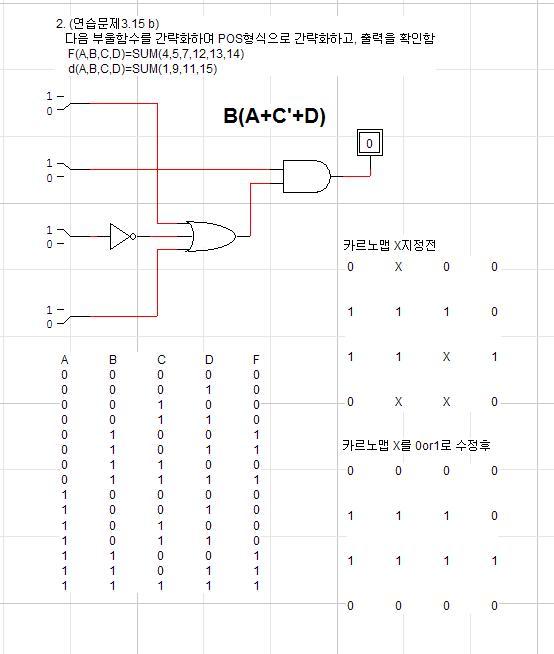 2. (연습문제3.15 b)
다음 부울함수를 간략화하며 POS형식으로 간략화하고, 출력을 확인함
F(A,B,C,D)=SUM(4,5,7,12,13,14)
d(A,B,C,D)=SUM(1,9,11,15)
B(A+C'+D)
0
1
0
1
0
1
0
1
0
카르노맵 X지정전
0 X 0 0
1 1 1 0
1 1 X 1
0 X X 0
A B C D F
0 0 0 0 0
0 0 0 1 0
0 0 1 0 0
0 0 1 1 0
0 1 0 0 1
0 1 0 1 1
0 1 1 0 0
0 1 1 1 1
1 0 0 0 0
1 0 0 1 0
1 0 1 0 0
1 0 1 1 0
1 1 0 0 1
1 1 1 0 1
1 1 1 1 1
카르노맵 X를 0or1로 수정후
0 0 0 0
1 1 1 0
1 1 1 1
0 0 0 0